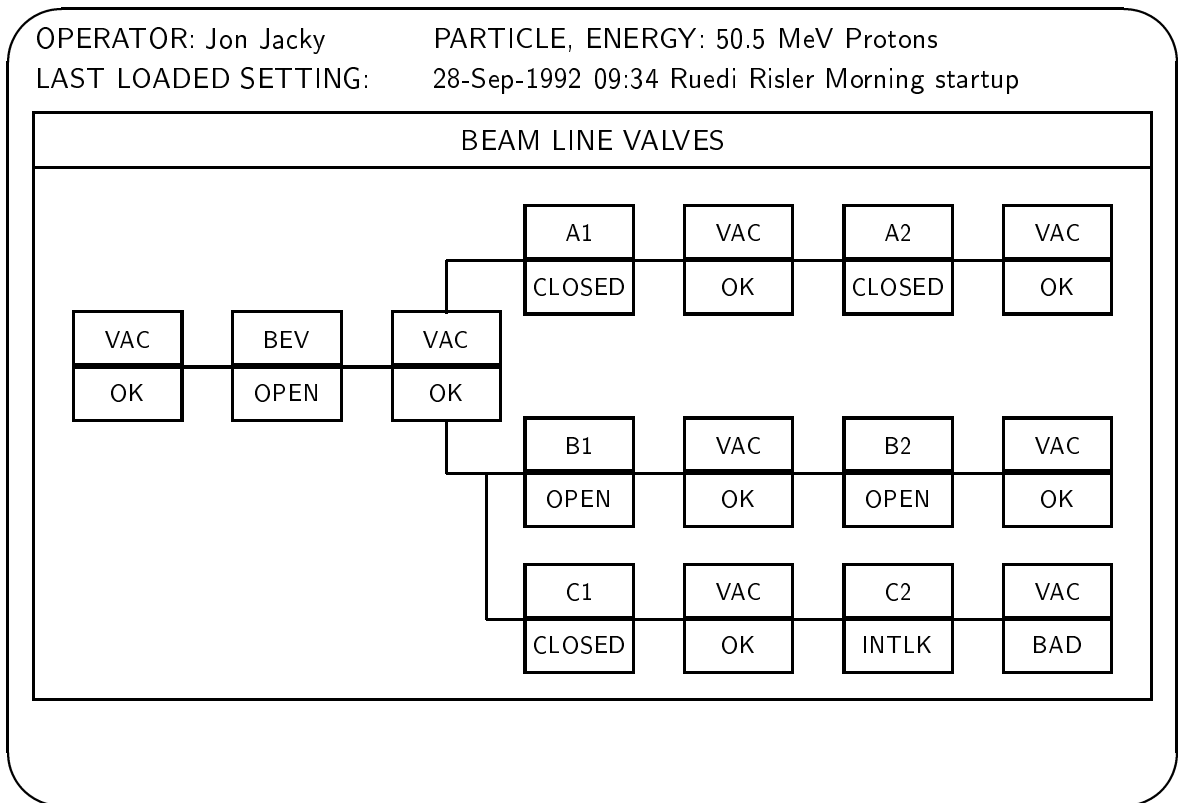 OPERATOR: Jon Jacky PARTICLE, ENERGY: 50.5 MeV Protons
LAST LOADED SETTING: 28-Sep-1992 09:34 Ruedi Risler Morning startup
BEAM LINE VALVES
A1 VAC A2 VAC
CLOSED OK CLOSED OK
VAC BEV VAC
OK OPEN OK
B1 VAC B2 VAC
OPEN OK OPEN OK
C1 VAC C2 VAC
CLOSED OK INTLK BAD